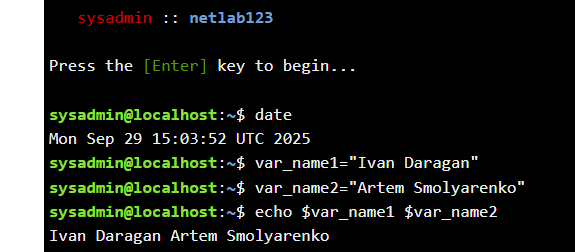 sysadmin :: netlab123
Press the [Enter] key to begin...
sysadmin@localhost:~$ date
Mon Sep 29 15:03:52 UTC 2025
sysadmin@localhost:~$ var_name1="Ivan Daragan"
sysadmin@localhost:~$ var_name2="Artem Smolyarenko"
sysadmin@localhost:~$ echo $var_name1 $var_name2
Ivan Daragan Artem Smolyarenko